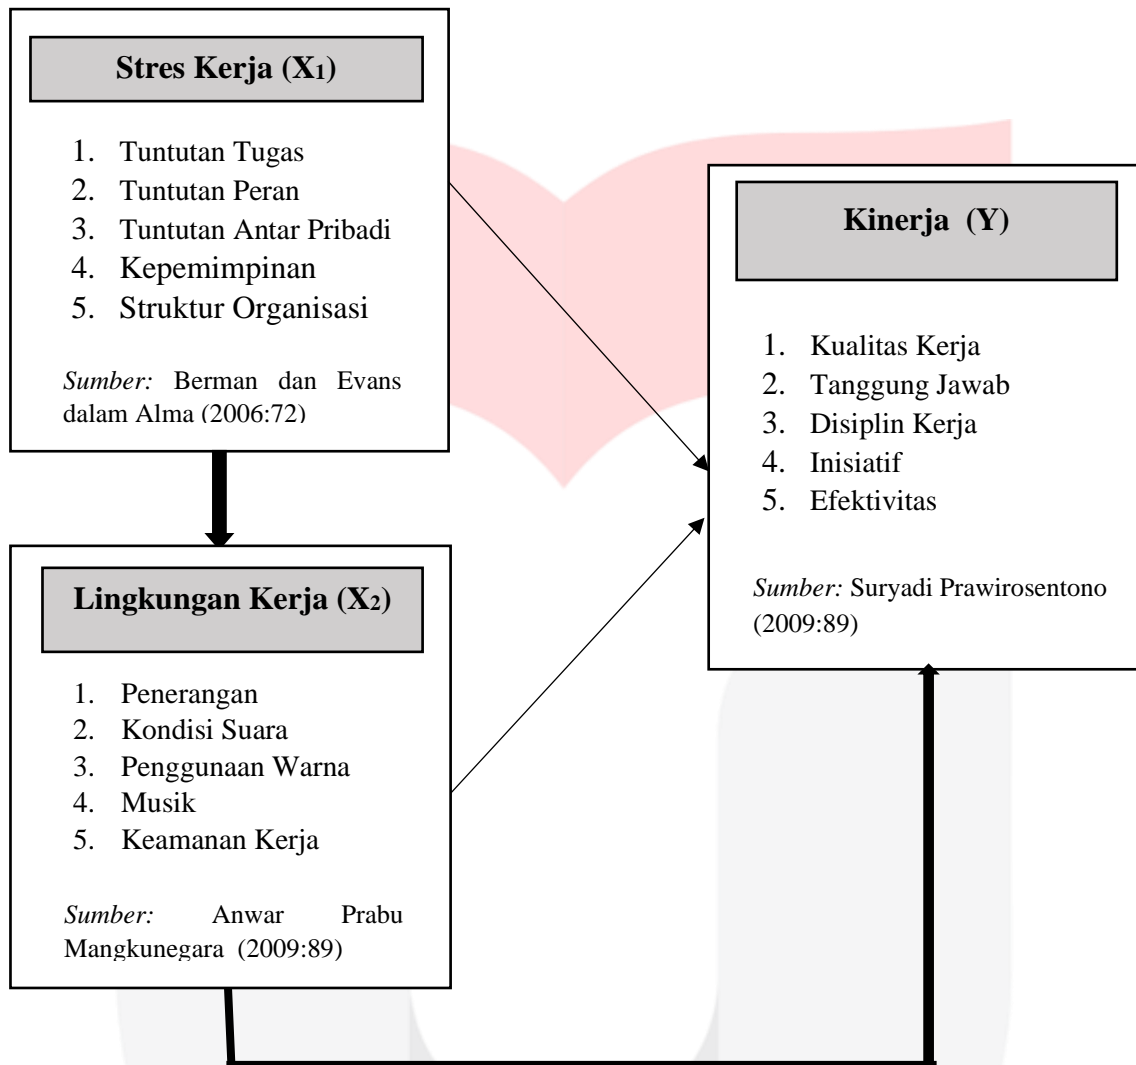 Stres Kerja (X1)
1. Tuntutan Tugas
2. Tuntutan Peran
3. Tuntutan Antar Pribadi
4. Kepemimpinan
5. Struktur Organisasi
Sumber: Berman dan Evans
dalam Alma (2006:72)
Kinerja (Y)
1. Kualitas Kerja
2. Tanggung Jawab
3. Disiplin Kerja
4. Inisiatif
5. Efektivitas
Sumber: Suryadi Prawirosentono
(2009:89)
Lingkungan Kerja (X2)
1. Penerangan
2. Kondisi Suara
3. Penggunaan Warna
4. Musik
5. Keamanan Kerja
Sumber: Anwar Prabu
Mangkunegara (2009:89)